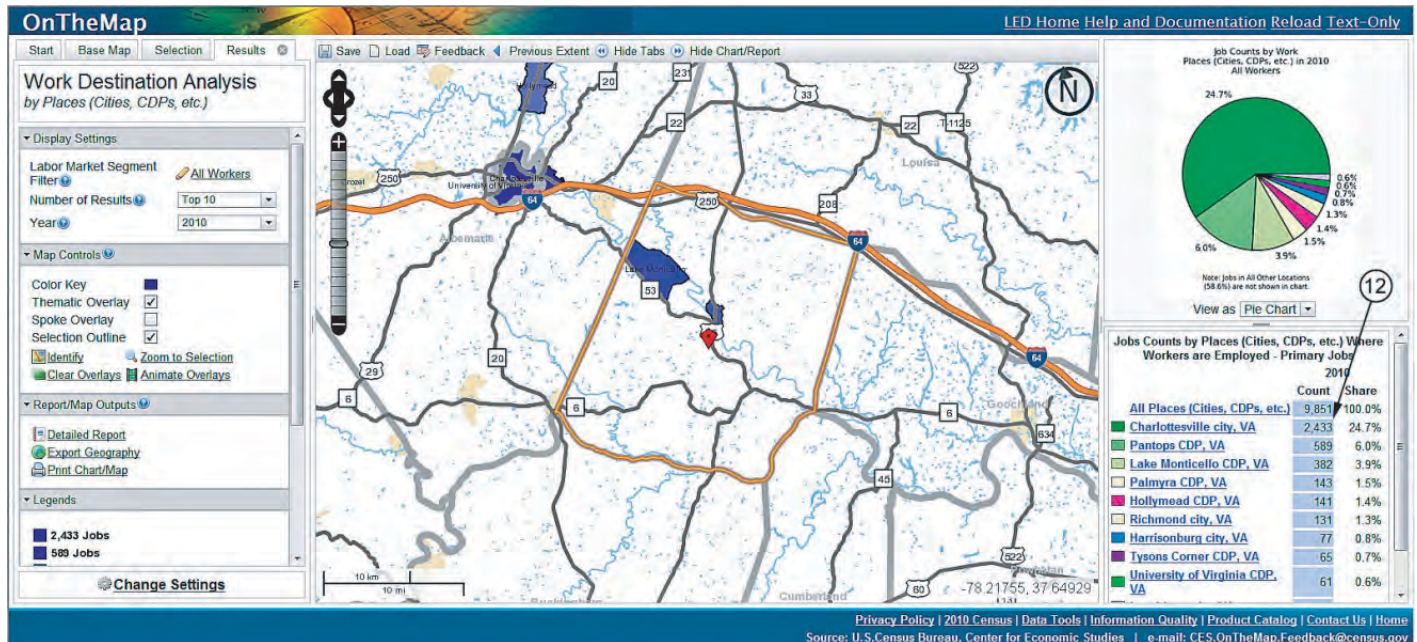 OnTheMap
LED Home Help and Documentation Reload Text-Only
Start Base Map Selection Results
Save Load Feedback Previous Extent Hide Tabs Hide Chart/Report
Work Destination Analysis
by Places (Cities, CDPs, etc.)
Display Settings
Labor Market Segment
Filter
All Workers
Number of Results
Top 10
Year
2010
Map Controls
Color Key
Thematic Overlay
Spoke Overlay
Selection Outline
Identify Zoom to Selection
Clear Overlays Animate Overlays
Report/Map Outputs
Detailed Report
Export Geography
Print Chart/Map
Legends
2,433 Jobs
589 Jobs
Change Settings
522
231
20
33
N
22
22
Hollymead
Louisa
Crozet
250
Charlottesville
University of Virginia
64
250
208
Albemarle
64
Lake Monticello
53
20
29
64
6
6
6
Goochland
634
45
522
Powhatan
10 km
10 mi
60
-78.21755, 37.64929
Buckingham
Cumberland
Job Counts by Work
Places (Cities, CDPs, etc.) in 2010
All Workers
24.7%
0.6%
0.6%
0.7%
0.8%
1.3%
1.4%
1.5%
3.9%
6.0%
Note: Jobs in All Other Locations
(58.6%) are not shown in chart.
12
View as Pie Chart
Jobs Counts by Places (Cities, CDPs, etc.) Where
Workers are Employed - Primary Jobs
2010
Count Share
All Places (Cities, CDPs, etc.) 9,851 100.0%
Charlottesville city, VA 2,433 24.7%
Pantops CDP, VA 589 6.0%
Lake Monticello CDP, VA 382 3.9%
Palmyra CDP, VA 143 1.5%
Hollymead CDP, VA 141 1.4%
Richmond city, VA 131 1.3%
Harrisonburg city, VA 77 0.8%
Tysons Corner CDP, VA 65 0.7%
University of Virginia CDP,
VA 61 0.6%
Privacy Policy | 2010 Census | Data Tools | Information Quality | Product Catalog | Contact Us | Home
Source: U.S.Census Bureau, Center for Economic Studies | e-mail: CES.OnTheMap.Feedback@census.gov